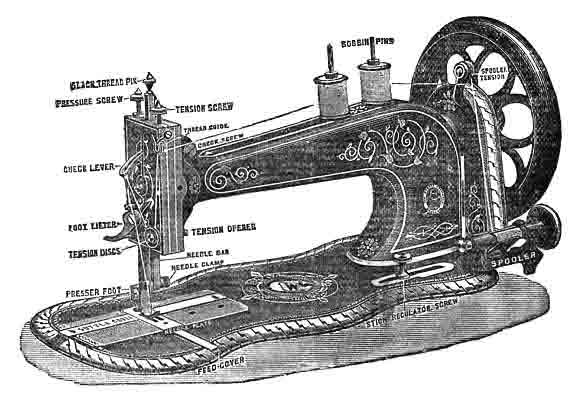 BOBBIN PINS
SPOOLER
TENSION
SLACK THREAD PIN
PRESSURE SCREW
TENSION SCREW
THREAD GUIDE
CHECK SCREW
CHECK LEVER
FOOT LIFTER
TENSION OPENER
TENSION DISCS
NEEDLE BAR
NEEDLE CLAMP
SPOOLER
PRESSER FOOT
W
STICH REGULATOR SCREW
FEED COVER